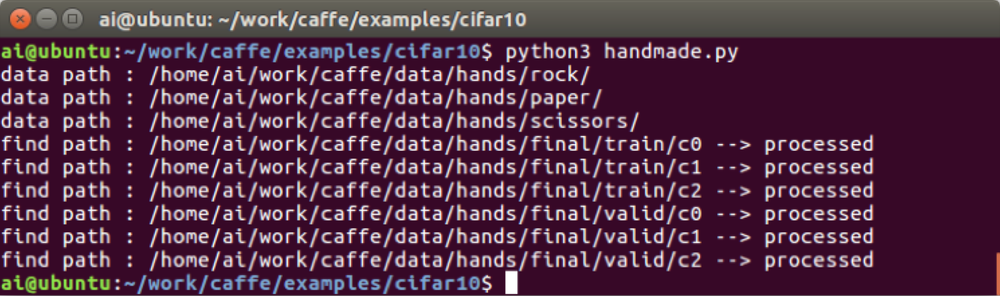 ai@ubuntu: ~/work/caffe/examples/cifar10
ai@ubuntu:~/work/caffe/examples/cifar10$ python3 handmade.py
data path : /home/ai/work/caffe/data/hands/rock/
data path : /home/ai/work/caffe/data/hands/paper/
data path : /home/ai/work/caffe/data/hands/scissors/
find path : /home/ai/work/caffe/data/hands/final/train/c0 --> processed
find path : /home/ai/work/caffe/data/hands/final/train/c1 --> processed
find path : /home/ai/work/caffe/data/hands/final/train/c2 --> processed
find path : /home/ai/work/caffe/data/hands/final/valid/c0 --> processed
find path : /home/ai/work/caffe/data/hands/final/valid/c1 --> processed
find path : /home/ai/work/caffe/data/hands/final/valid/c2 --> processed
ai@ubuntu:~/work/caffe/examples/cifar10$